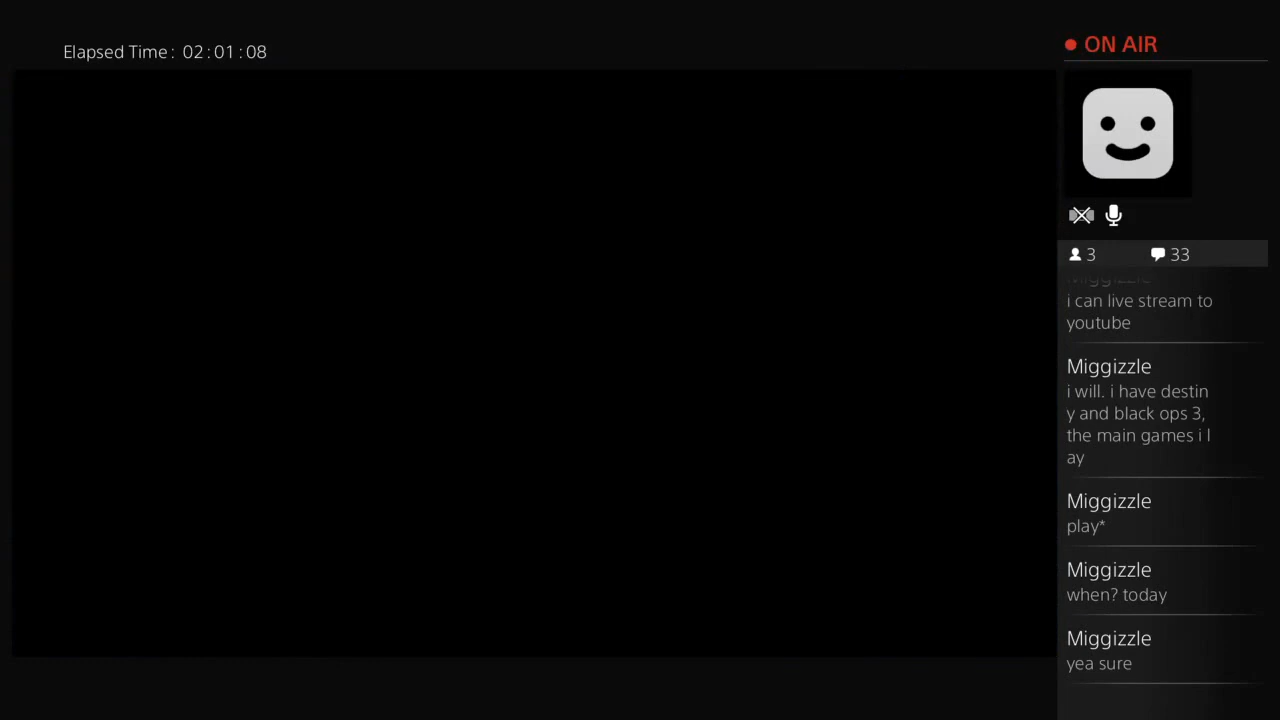 Elapsed Time: 02:01:08
ON AIR
3
33
Miggizzle
i can live stream to
youtube
Miggizzle
i will. i have destin
y and black ops 3,
the main games i l
ay
Miggizzle
play*
Miggizzle
when? today
Miggizzle
yea sure